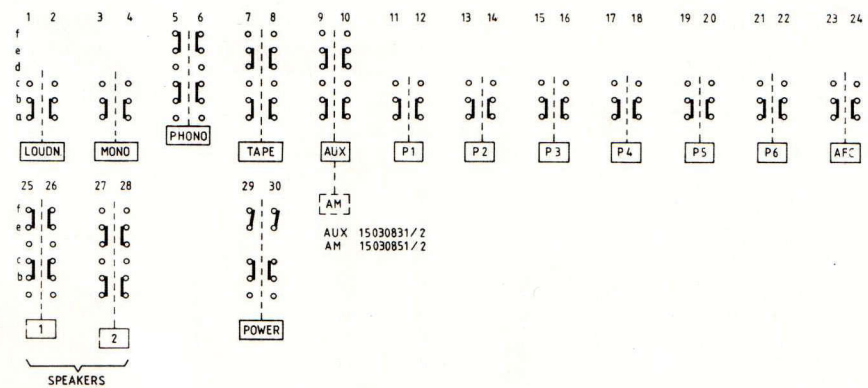 1 2 3 4 5 6 7 8 9 10 11 12 13 14 15 16 17 18 19 20 21 22 23 24
f
e
d
c
b
a
LOUDN MONO PHONO TAPE AUX P1 P2 P3 P4 P5 P6 AFC
25 26 27 28 29 30
f
e
c
b
AM
AUX 15030831/2
AM 15030851/2
1 2 POWER
SPEAKERS